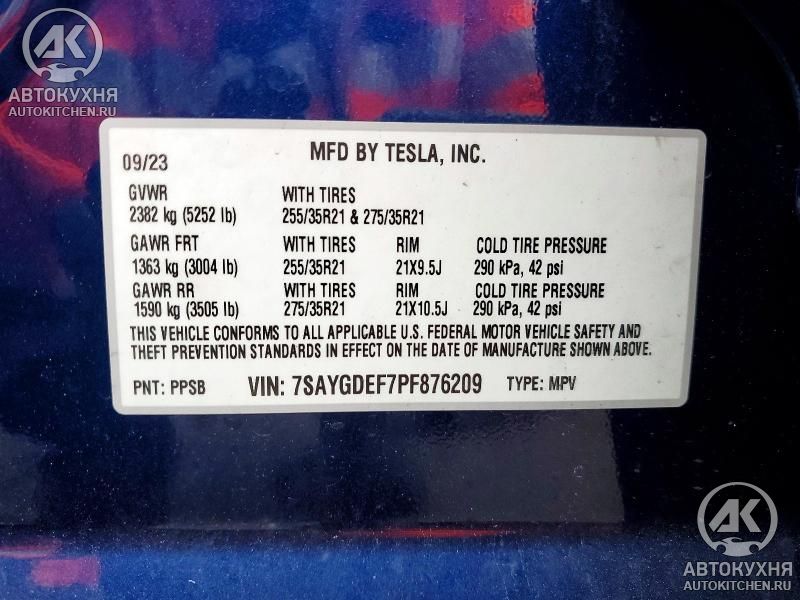 АК
АВТОКУХНЯ
AUTOKITCHEN.RU
09/23 MFD BY TESLA, INC.
GVWR WITH TIRES
2382 kg (5252 lb) 255/35R21 & 275/35R21
GAWR FRT WITH TIRES RIM COLD TIRE PRESSURE
1363 kg (3004 lb) 255/35R21 21X9.5J 290 kPa, 42 psi
GAWR RR WITH TIRES RIM COLD TIRE PRESSURE
1590 kg (3505 lb) 275/35R21 21X10.5J 290 kPa, 42 psi
THIS VEHICLE CONFORMS TO ALL APPLICABLE U.S. FEDERAL MOTOR VEHICLE SAFETY AND
THEFT PREVENTION STANDARDS IN EFFECT ON THE DATE OF MANUFACTURE SHOWN ABOVE.
PNT: PPSB VIN: 7SAYGDEF7PF876209 TYPE: MPV
АК
АВТОКУХНЯ
AUTOKITCHEN.RU